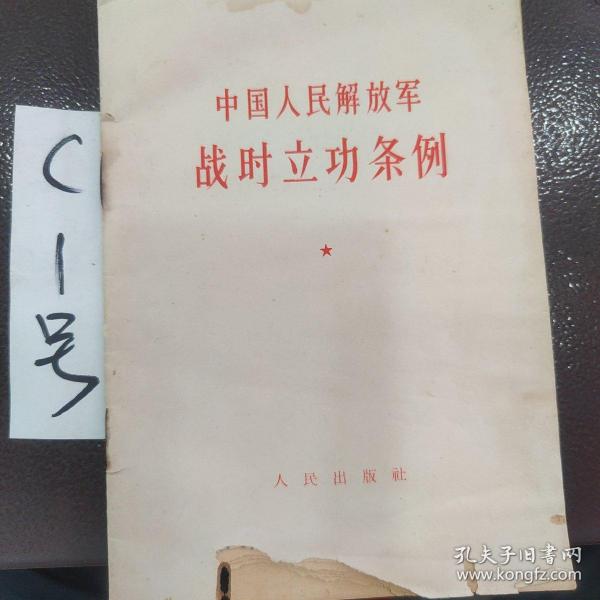 中国人民解放军
战时立功条例
人民出版社
C
1
号
孔夫子旧书网
www.kongfz.com